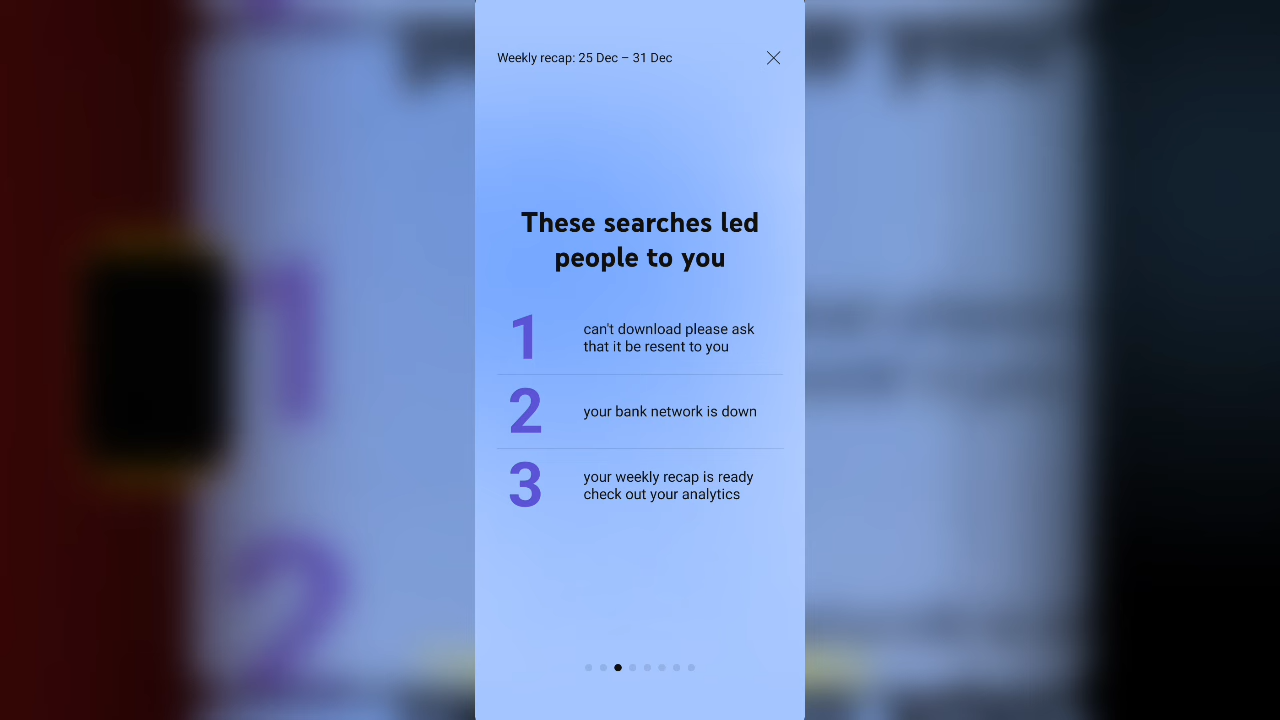 Weekly recap: 25 Dec – 31 Dec
These searches led
people to you
1
can't download please ask
that it be resent to you
2
your bank network is down
3
your weekly recap is ready
check out your analytics